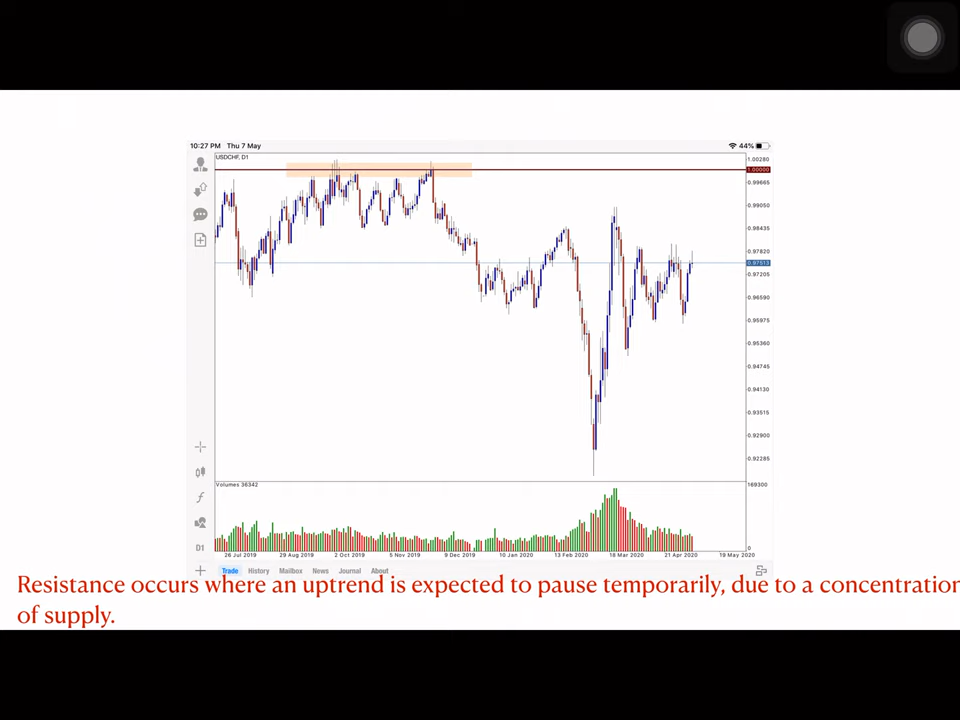 10:27 PM Thu 7 May 44%
USDCHF, D1
1.00280
1.00000
0.99665
0.99050
0.98435
0.97820
0.97513
0.97205
0.96590
0.95975
0.95360
0.94745
0.94130
0.93515
0.92900
0.92285
Volumes 36342 169300
0
D1
26 Jul 2019 29 Aug 2019 2 Oct 2019 5 Nov 2019 9 Dec 2019 10 Jan 2020 13 Feb 2020 18 Mar 2020 21 Apr 2020 19 May 2020
Trade History Mailbox News Journal About
Resistance occurs where an uptrend is expected to pause temporarily, due to a concentration
of supply.